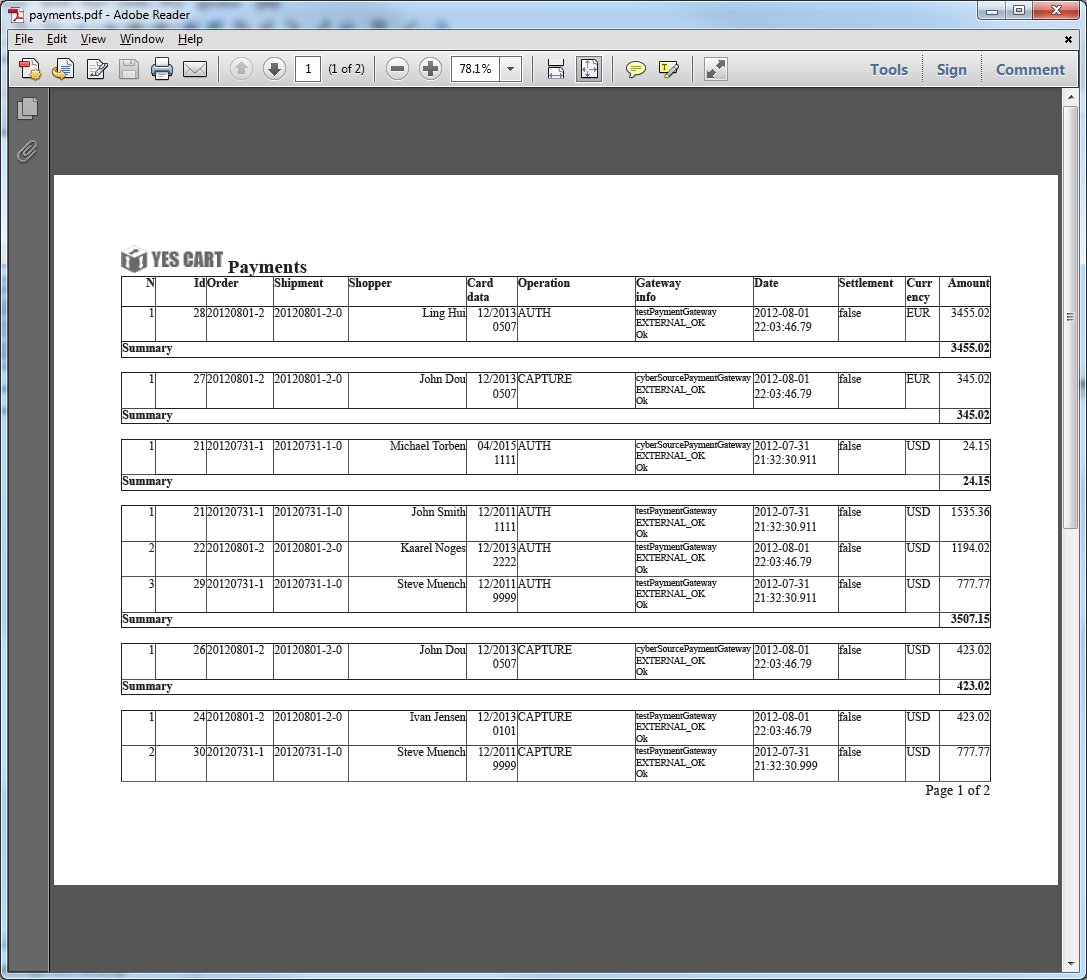 payments.pdf - Adobe Reader
File Edit View Window Help
1 (1 of 2) 78.1% Tools Sign Comment
YES CART Payments
N Id Order Shipment Shopper Card data Operation Gateway info Date Settlement Curr ency Amount
1 28 20120801-2 20120801-2-0 Ling Hui 12/2013 AUTH testPaymentGateway 2012-08-01 false EUR 3455.02
0507 EXTERNAL_OK 22:03:46.79
Ok
Summary 3455.02
1 27 20120801-2 20120801-2-0 John Dou 12/2013 CAPTURE cyberSourcePaymentGateway 2012-08-01 false EUR 345.02
0507 EXTERNAL_OK 22:03:46.79
Ok
Summary 345.02
1 21 20120731-1 20120731-1-0 Michael Torben 04/2015 AUTH cyberSourcePaymentGateway 2012-07-31 false USD 24.15
1111 EXTERNAL_OK 21:32:30.911
Ok
Summary 24.15
1 21 20120731-1 20120731-1-0 John Smith 12/2011 AUTH testPaymentGateway 2012-07-31 false USD 1535.36
1111 EXTERNAL_OK 21:32:30.911
Ok
2 22 20120801-2 20120801-2-0 Kaarel Noges 12/2013 AUTH testPaymentGateway 2012-08-01 false USD 1194.02
2222 EXTERNAL_OK 22:03:46.79
Ok
3 29 20120731-1 20120731-1-0 Steve Muench 12/2011 AUTH testPaymentGateway 2012-07-31 false USD 777.77
9999 EXTERNAL_OK 21:32:30.911
Ok
Summary 3507.15
1 26 20120801-2 20120801-2-0 John Dou 12/2013 CAPTURE cyberSourcePaymentGateway 2012-08-01 false USD 423.02
0507 EXTERNAL_OK 22:03:46.79
Ok
Summary 423.02
1 24 20120801-2 20120801-2-0 Ivan Jensen 12/2013 CAPTURE testPaymentGateway 2012-08-01 false USD 423.02
0101 EXTERNAL_OK 22:03:46.79
Ok
2 30 20120731-1 20120731-1-0 Steve Muench 12/2011 CAPTURE testPaymentGateway 2012-07-31 false USD 777.77
9999 EXTERNAL_OK 21:32:30.999
Ok
Page 1 of 2